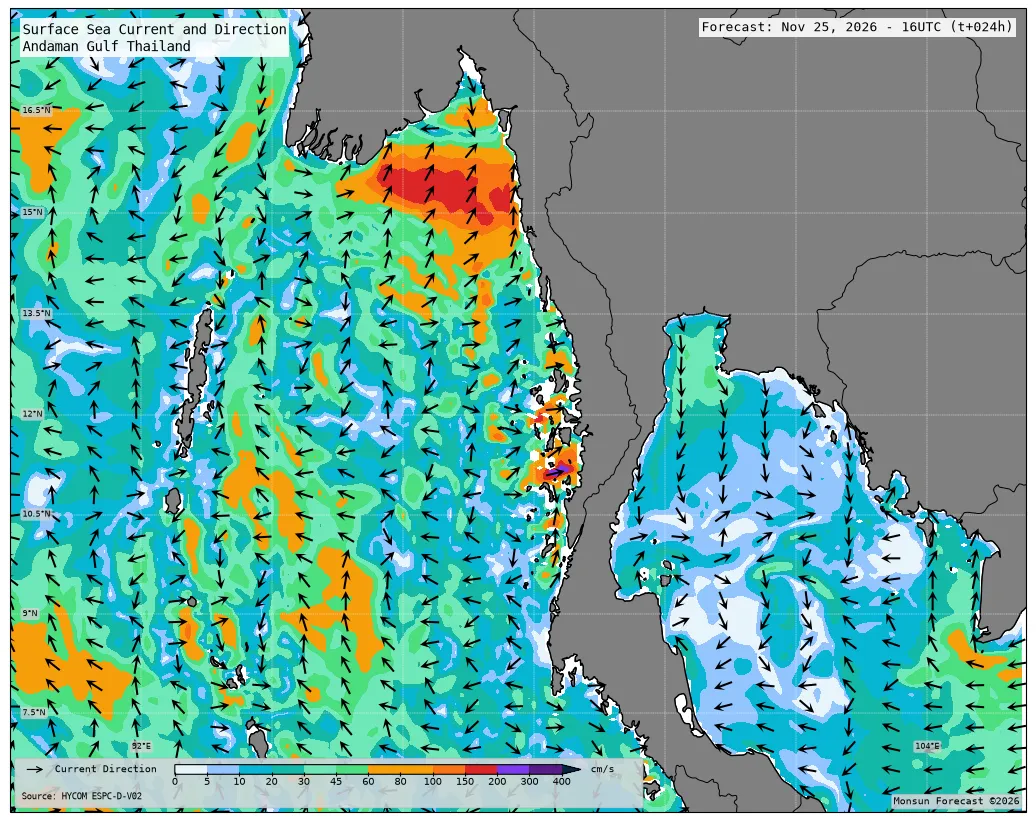 Surface Sea Current and Direction
Andaman Gulf Thailand
Forecast: Nov 25, 2026 - 16UTC (t+024h)
16.5°N
15°N
13.5°N
12°N
10.5°N
9°N
7.5°N
92°E
104°E
Current Direction
0 5 10 20 30 45 60 80 100 150 200 300 400 cm/s
Source: HYCOM ESPC-D-V02
Monsun Forecast ©2026